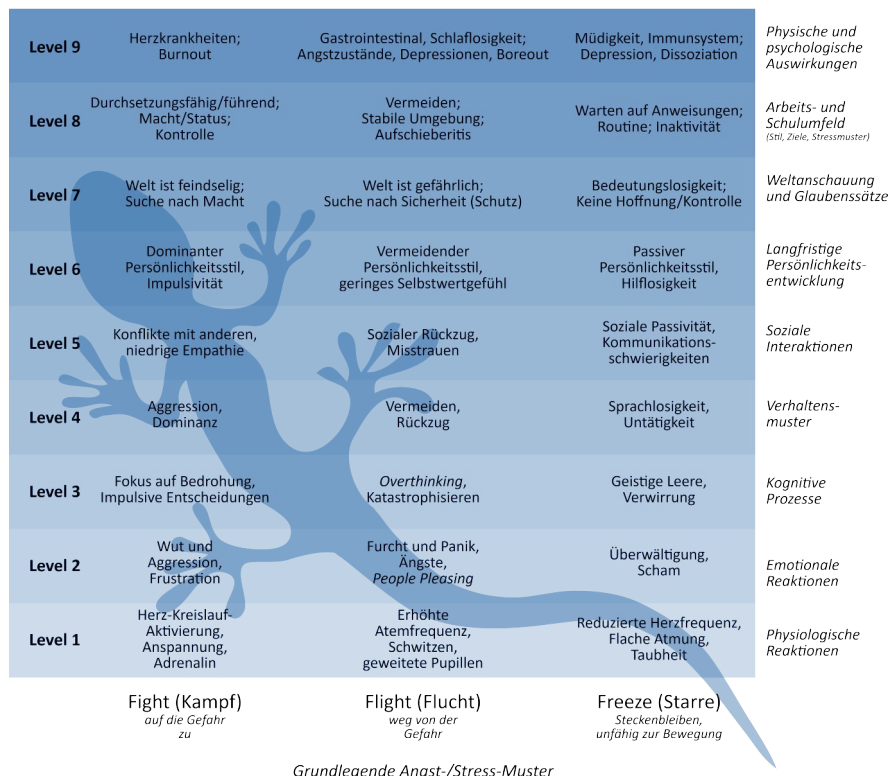 Level 9
Herzkrankheiten;
Burnout
Gastrointestinal, Schlaflosigkeit;
Angstzustände, Depressionen, Boreout
Müdigkeit, Immunsystem;
Depression, Dissoziation
Physische und
psychologische
Auswirkungen
Level 8
Durchsetzungsfähig/führend;
Macht/Status;
Kontrolle
Vermeiden;
Stabile Umgebung;
Aufschieberitis
Warten auf Anweisungen;
Routine; Inaktivität
Arbeits- und
Schulumfeld
(Stil, Ziele, Stressmuster)
Level 7
Welt ist feindselig;
Suche nach Macht
Welt ist gefährlich;
Suche nach Sicherheit (Schutz)
Bedeutungslosigkeit;
Keine Hoffnung/Kontrolle
Weltanschauung
und Glaubenssätze
Level 6
Dominanter
Persönlichkeitsstil,
Impulsivität
Vermeidender
Persönlichkeitsstil,
geringes Selbstwertgefühl
Passiver
Persönlichkeitsstil,
Hilflosigkeit
Langfristige
Persönlichkeits-
entwicklung
Level 5
Konflikte mit anderen,
niedrige Empathie
Sozialer Rückzug,
Misstrauen
Soziale Passivität,
Kommunikations-
schwierigkeiten
Soziale
Interaktionen
Level 4
Aggression,
Dominanz
Vermeiden,
Rückzug
Sprachlosigkeit,
Untätigkeit
Verhaltens-
muster
Level 3
Fokus auf Bedrohung,
Impulsive Entscheidungen
Overthinking,
Katastrophisieren
Geistige Leere,
Verwirrung
Kognitive
Prozesse
Level 2
Wut und
Aggression,
Frustration
Furcht und Panik,
Ängste,
People Pleasing
Überwältigung,
Scham
Emotionale
Reaktionen
Level 1
Herz-Kreislauf-
Aktivierung,
Anspannung,
Adrenalin
Erhöhte
Atemfrequenz,
Schwitzen,
geweitete Pupillen
Reduzierte Herzfrequenz,
Flache Atmung,
Taubheit
Physiologische
Reaktionen
Fight (Kampf)
auf die Gefahr
zu
Flight (Flucht)
weg von der
Gefahr
Freeze (Starre)
Steckenbleiben,
unfähig zur Bewegung
Grundlegende Angst-/Stress-Muster